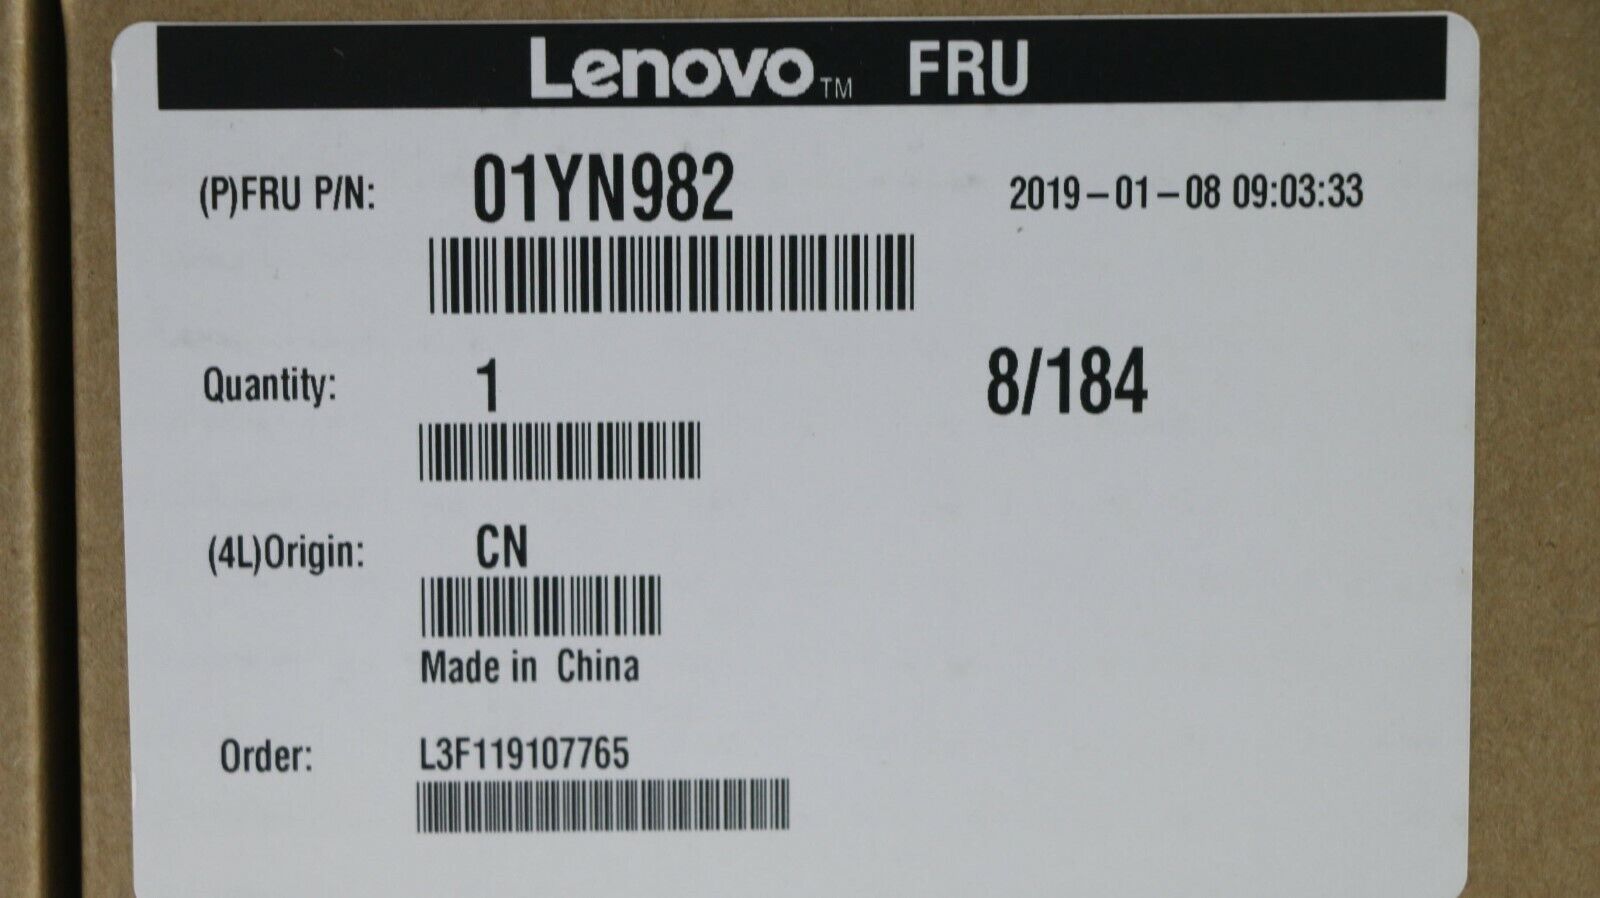 Lenovo™ FRU
(P)FRU P/N: 01YN982 2019-01-08 09:03:33
Quantity: 1 8/184
(4L)Origin: CN
Made in China
Order: L3F119107765